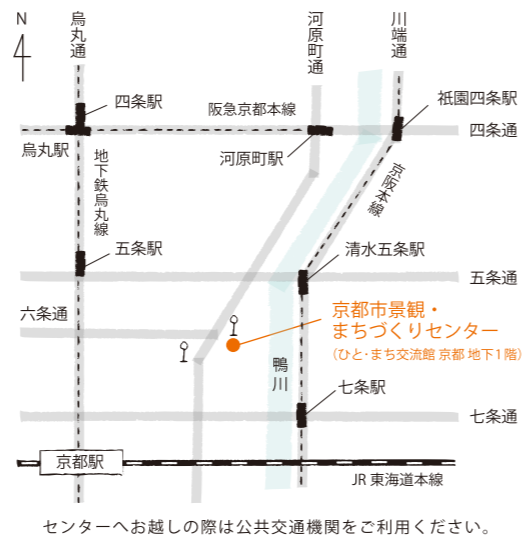 N
烏丸通
河原町通
川端通
四条駅
阪急京都本線
祇園四条駅
四条通
烏丸駅
河原町駅
地下鉄烏丸線
京阪本線
五条駅
清水五条駅
五条通
六条通
京都市景観・
まちづくりセンター
（ひと・まち交流館 京都 地下1階）
鴨川
七条駅
七条通
京都駅
JR 東海道本線
センターへお越しの際は公共交通機関をご利用ください。